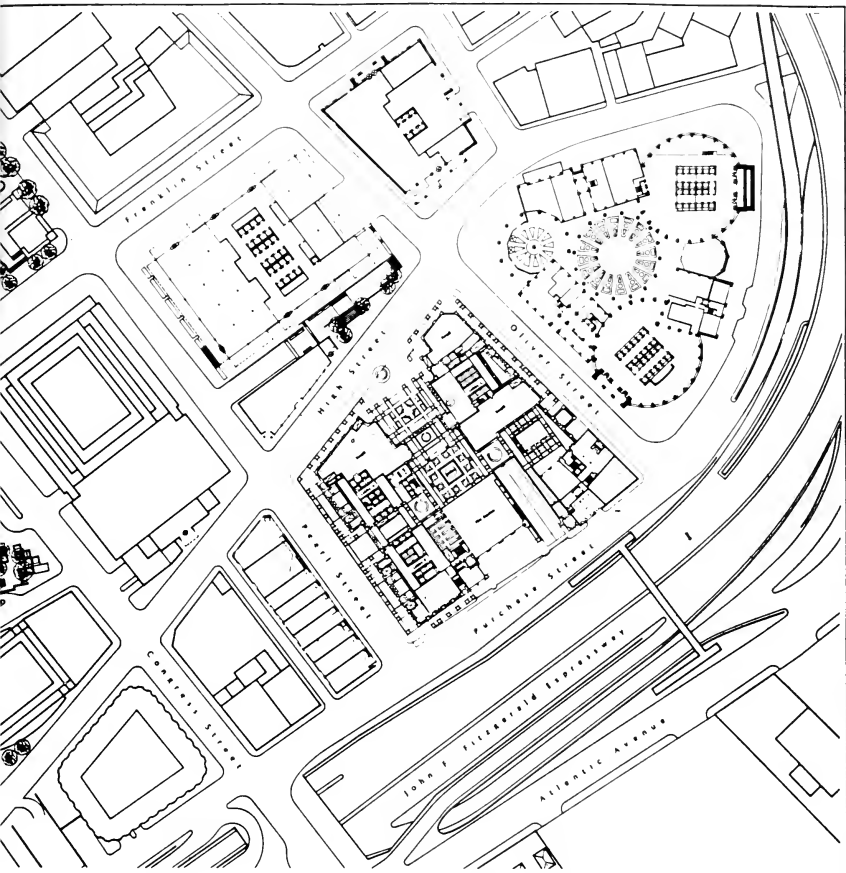 Franklin Street
High Street
Oliver Street
Pearl Street
Purchase Street
Congress Street
John F. Fitzgerald Expressway
Atlantic Avenue